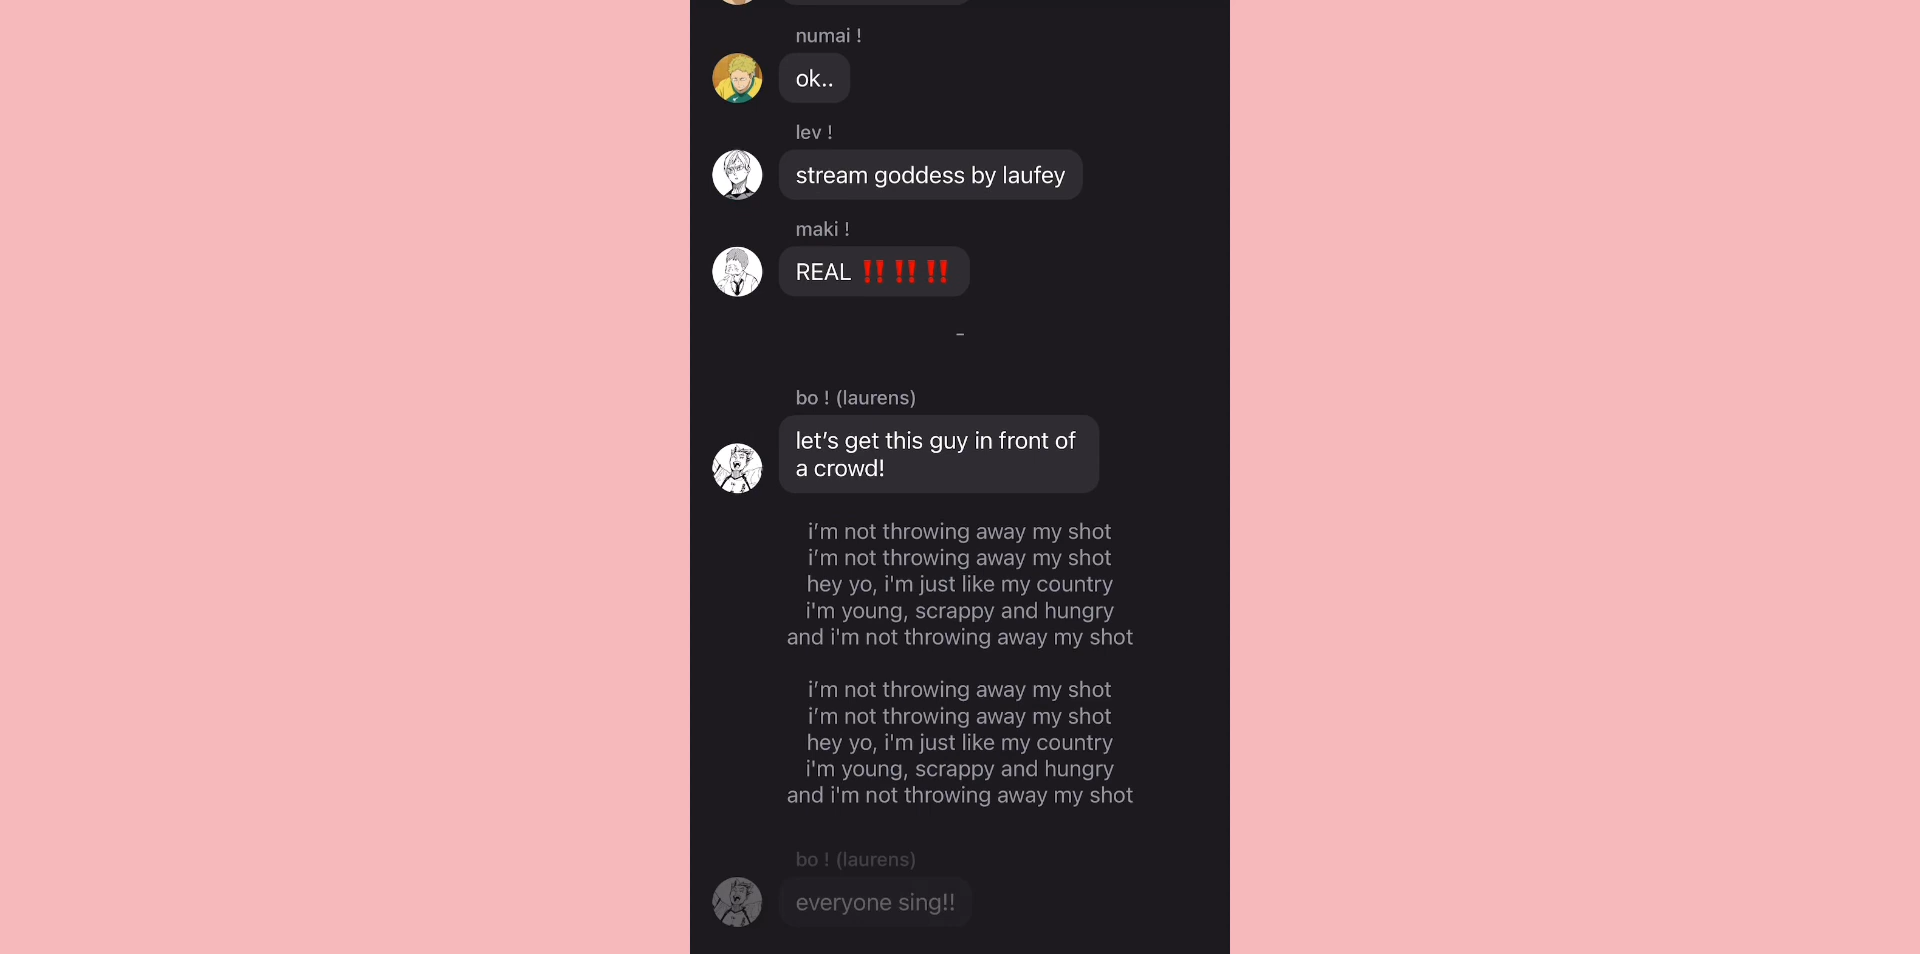 numai !
ok..
lev !
stream goddess by laufey
maki !
REAL ‼️‼️‼️
-
bo ! (laurens)
let’s get this guy in front of
a crowd!
i’m not throwing away my shot
i’m not throwing away my shot
hey yo, i'm just like my country
i'm young, scrappy and hungry
and i'm not throwing away my shot
i’m not throwing away my shot
i’m not throwing away my shot
hey yo, i'm just like my country
i'm young, scrappy and hungry
and i'm not throwing away my shot
bo ! (laurens)
everyone sing!!